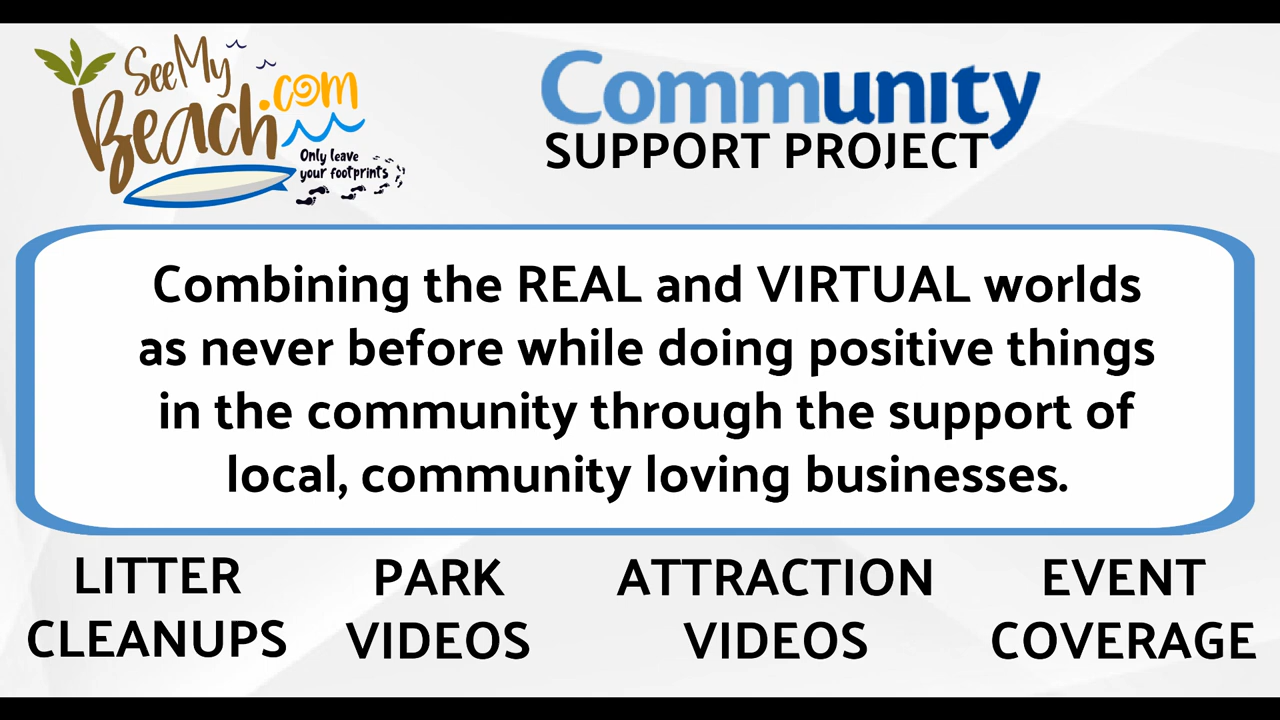 SeeMy
Beach.com
Only leave
your footprints
Community
SUPPORT PROJECT
Combining the REAL and VIRTUAL worlds
as never before while doing positive things
in the community through the support of
local, community loving businesses.
LITTER
CLEANUPS
PARK
VIDEOS
ATTRACTION
VIDEOS
EVENT
COVERAGE